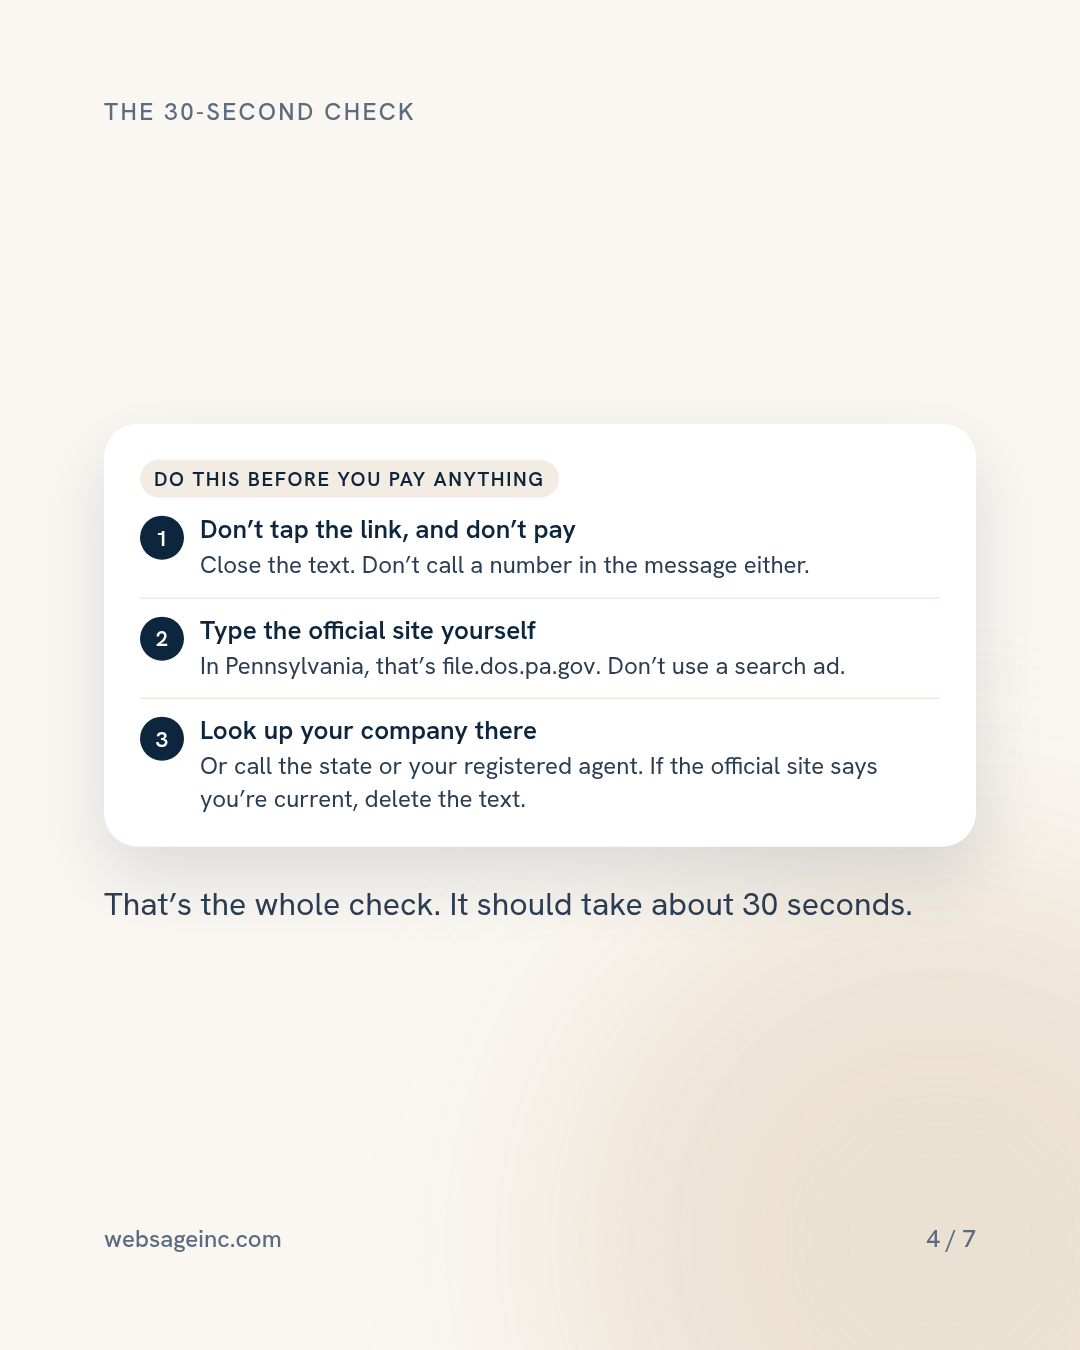 THE 30-SECOND CHECK
DO THIS BEFORE YOU PAY ANYTHING
1 Don’t tap the link, and don’t pay
Close the text. Don’t call a number in the message either.
2 Type the official site yourself
In Pennsylvania, that’s file.dos.pa.gov. Don’t use a search ad.
3 Look up your company there
Or call the state or your registered agent. If the official site says
you’re current, delete the text.
That’s the whole check. It should take about 30 seconds.
websageinc.com
4 / 7